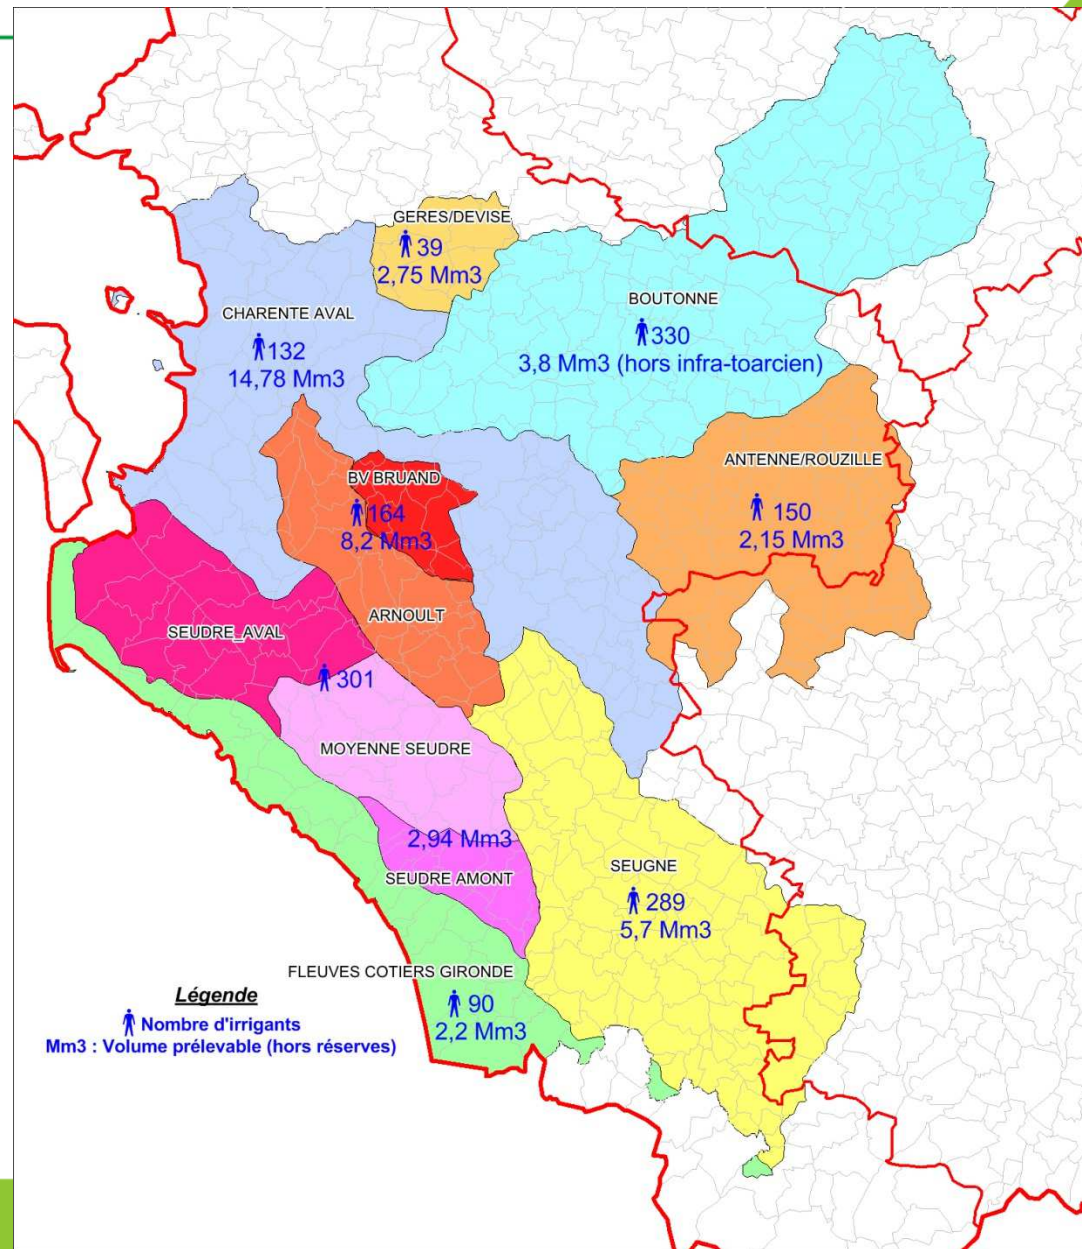 GERES/DEVISE
39
2,75 Mm3
CHARENTE AVAL
132
14,78 Mm3
BOUTONNE
330
3,8 Mm3 (hors infra-toarcien)
BV BRUAND
164
8,2 Mm3
ANTENNE/ROUZILLE
150
2,15 Mm3
ARNOULT
SEUDRE_AVAL
301
MOYENNE SEUDRE
2,94 Mm3
SEUDRE AMONT
SEUGNE
289
5,7 Mm3
FLEUVES COTIERS GIRONDE
90
2,2 Mm3
Légende
Nombre d'irrigants
Mm3 : Volume prélevable (hors réserves)